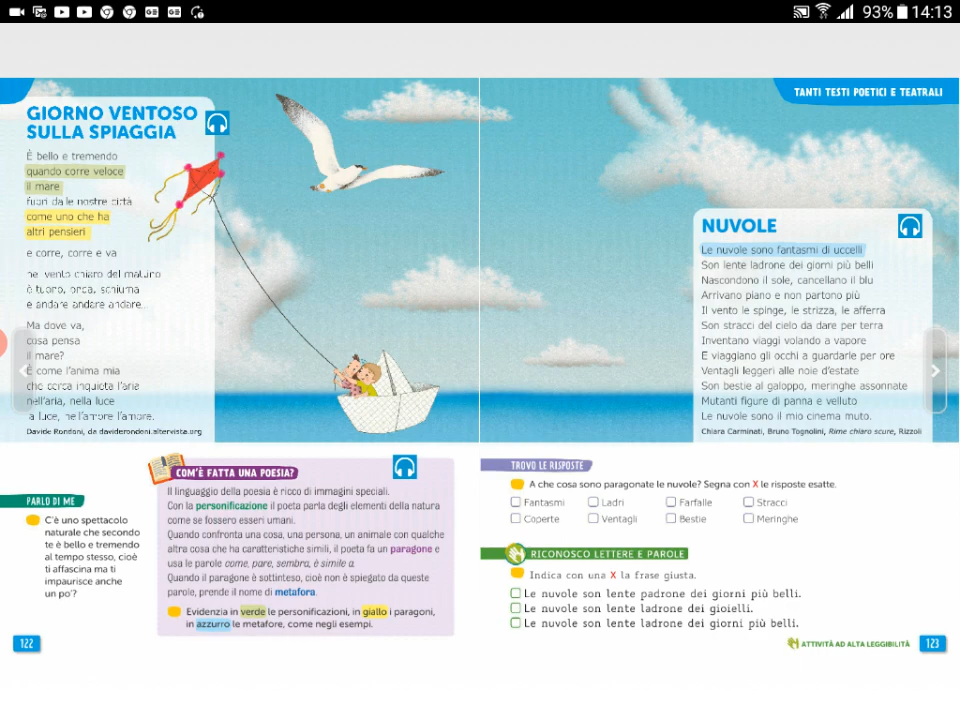 93% 14:13
GIORNO VENTOSO
SULLA SPIAGGIA
È bello e tremendo
quando corre veloce
il mare
fuori dalle nostre città
come uno che ha
altri pensieri
e corre, corre e va
nel vento chiaro del mattino
è tuono, onda, schiuma
e andare andare andare...
Ma dove va,
cosa pensa
il mare?
È come l'anima mia
che cerca inquieta l'aria
nell'aria, nella luce
la luce, nell'amore l'amore.
Davide Rondoni, da daviderondoni.altervista.org
PARLO DI ME
C'è uno spettacolo
naturale che secondo
te è bello e tremendo
al tempo stesso, cioè
ti affascina ma ti
impaurisce anche
un po'?
122
COM'È FATTA UNA POESIA?
Il linguaggio della poesia è ricco di immagini speciali.
Con la personificazione il poeta parla degli elementi della natura
come se fossero esseri umani.
Quando confronta una cosa, una persona, un animale con qualche
altra cosa che ha caratteristiche simili, il poeta fa un paragone e
usa le parole come, pare, sembra, è simile a.
Quando il paragone è sottinteso, cioè non è spiegato da queste
parole, prende il nome di metafora.
Evidenzia in verde le personificazioni, in giallo i paragoni,
in azzurro le metafore, come negli esempi.
TANTI TESTI POETICI E TEATRALI
NUVOLE
Le nuvole sono fantasmi di uccelli
Son lente ladrone dei giorni più belli
Nascondono il sole, cancellano il blu
Arrivano piano e non partono più
Il vento le spinge, le strizza, le afferra
Son stracci del cielo da dare per terra
Inventano viaggi volando a vapore
E viaggiano gli occhi a guardarle per ore
Ventagli leggeri alle noie d'estate
Son bestie al galoppo, meringhe assonnate
Mutanti figure di panna e velluto
Le nuvole sono il mio cinema muto.
Chiara Carminati, Bruno Tognolini, Rime chiaro scure, Rizzoli
TROVO LE RISPOSTE
A che cosa sono paragonate le nuvole? Segna con X le risposte esatte.
Fantasmi Ladri Farfalle Stracci
Coperte Ventagli Bestie Meringhe
RICONOSCO LETTERE E PAROLE
Indica con una X la frase giusta.
Le nuvole son lente padrone dei giorni più belli.
Le nuvole son lente ladrone dei gioielli.
Le nuvole son lente ladrone dei giorni più belli.
ATTIVITÀ AD ALTA LEGGIBILITÀ
123